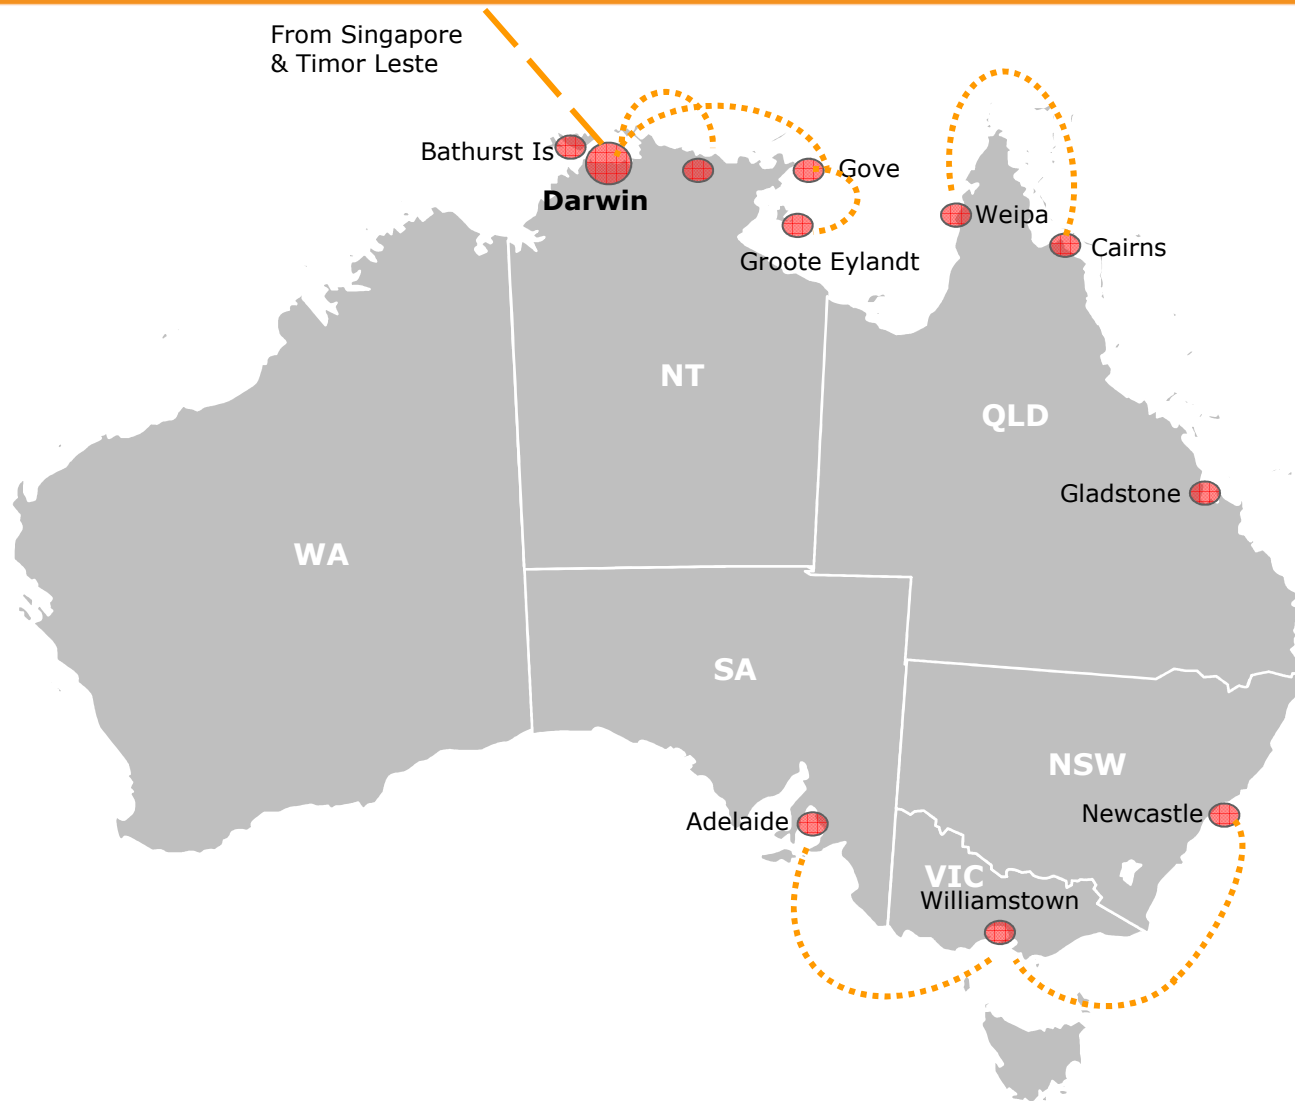 From Singapore
& Timor Leste
Bathurst Is
Darwin
Gove
Groote Eylandt
Weipa
Cairns
NT
QLD
Gladstone
WA
SA
NSW
Adelaide
Newcastle
VIC
Williamstown